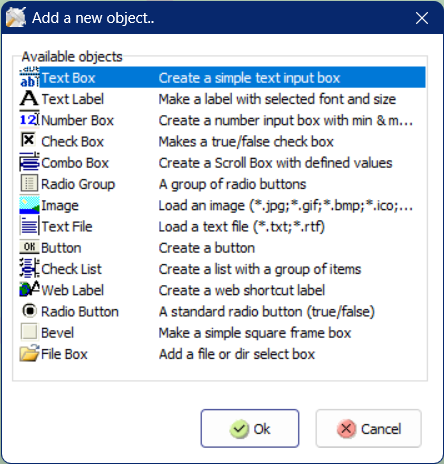 Add a new object..
Available objects
Text Box Create a simple text input box
Text Label Make a label with selected font and size
Number Box Create a number input box with min & m...
Check Box Makes a true/false check box
Combo Box Create a Scroll Box with defined values
Radio Group A group of radio buttons
Image Load an image (*.jpg;*.gif;*.bmp;*.ico;...
Text File Load a text file (*.txt;*.rtf)
Button Create a button
Check List Create a list with a group of items
Web Label Create a web shortcut label
Radio Button A standard radio button (true/false)
Bevel Make a simple square frame box
File Box Add a file or dir select box
Ok Cancel